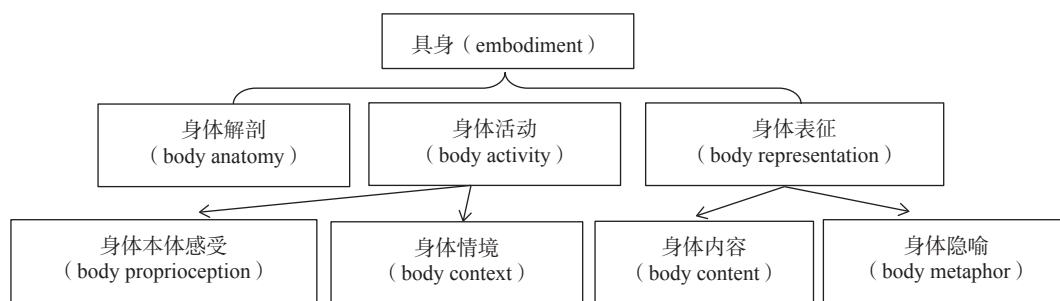 具身（embodiment）
身体解剖
（body anatomy）
身体活动
（body activity）
身体表征
（body representation）
身体本体感受
（body proprioception）
身体情境
（body context）
身体内容
（body content）
身体隐喻
（body metaphor）